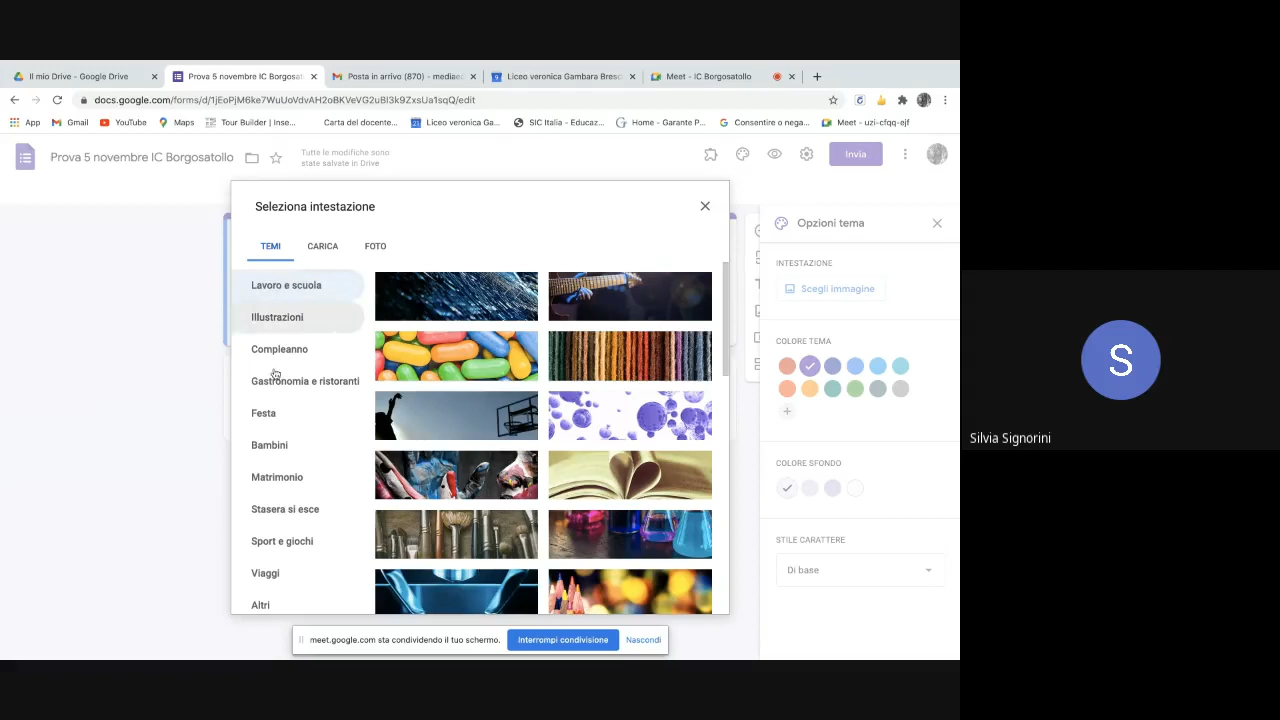 Il mio Drive - Google Drive
Prova 5 novembre IC Borgosat
Posta in arrivo (870) - mediaec
Liceo veronica Gambara Bresc
Meet - IC Borgosatollo
docs.google.com/forms/d/1jEoPjM6ke7WuUoVdvAH2oBKVeVG2uBl3k9ZxsUa1sqQ/edit
App
Gmail
YouTube
Maps
Tour Builder | Inse...
Carta del docente...
Liceo veronica Ga...
SIC Italia - Educaz...
Home - Garante P...
Consentire o nega...
Meet - uzi-cfqq-ejf
Prova 5 novembre IC Borgosatollo
Tutte le modifiche sono
state salvate in Drive
Invia
Seleziona intestazione
TEMI
CARICA
FOTO
Lavoro e scuola
Illustrazioni
Compleanno
Gastronomia e ristoranti
Festa
Bambini
Matrimonio
Stasera si esce
Sport e giochi
Viaggi
Altri
Opzioni tema
INTESTAZIONE
Scegli immagine
COLORE TEMA
COLORE SFONDO
STILE CARATTERE
Di base
meet.google.com sta condividendo il tuo schermo.
Interrompi condivisione
Nascondi
S
Silvia Signorini